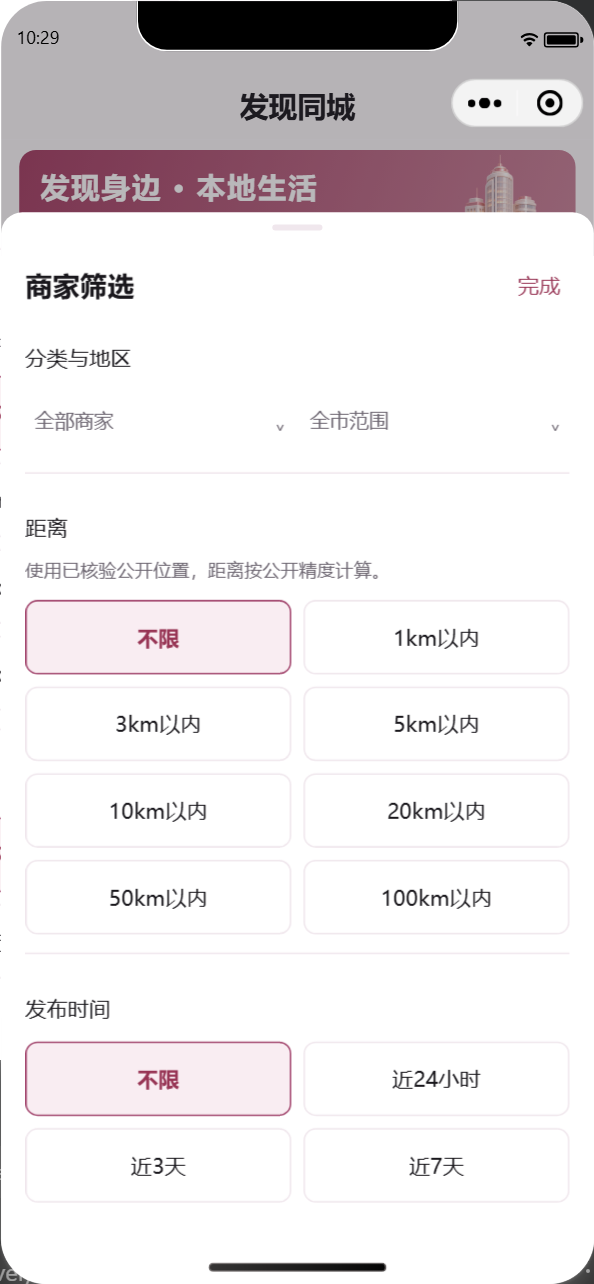 10:29
发现同城
发现身边 • 本地生活
商家筛选
完成
分类与地区
全部商家
全市范围
距离
使用已核验公开位置，距离按公开精度计算。
不限
1km以内
3km以内
5km以内
10km以内
20km以内
50km以内
100km以内
发布时间
不限
近24小时
近3天
近7天